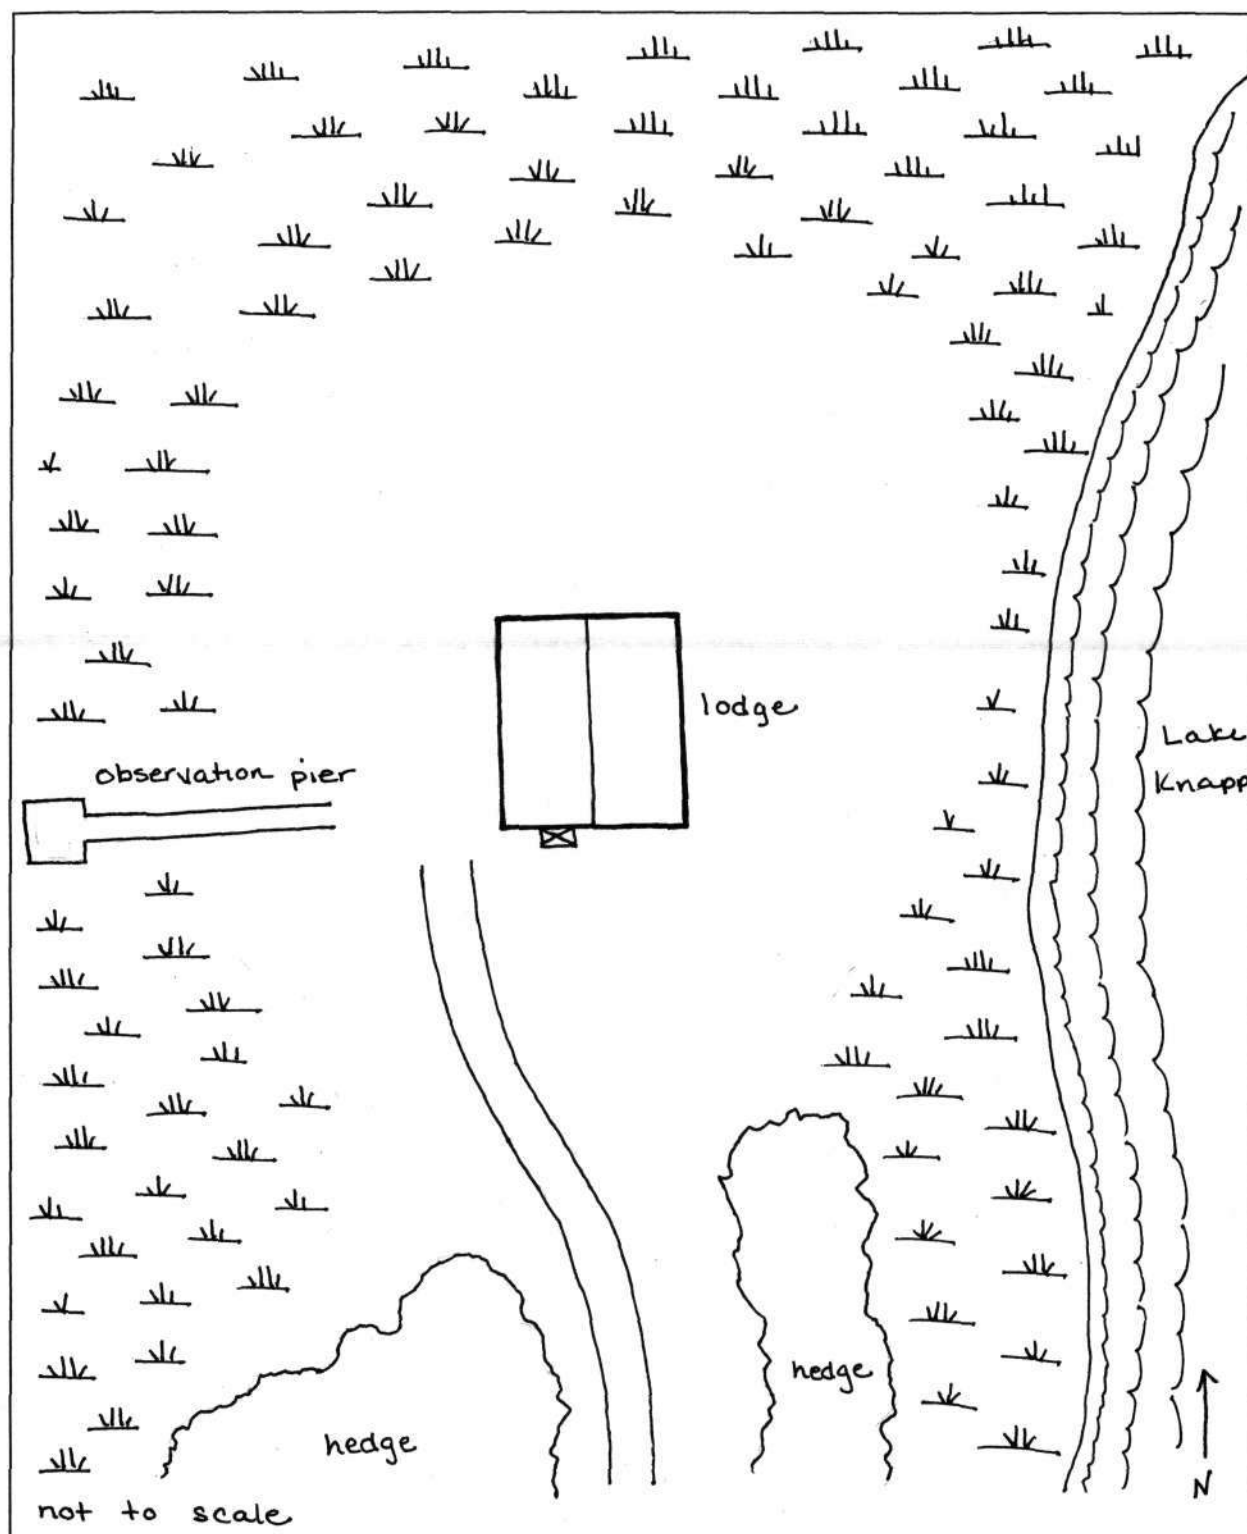 lodge
Lake
Knapp
observation pier
hedge
hedge
N
not to scale